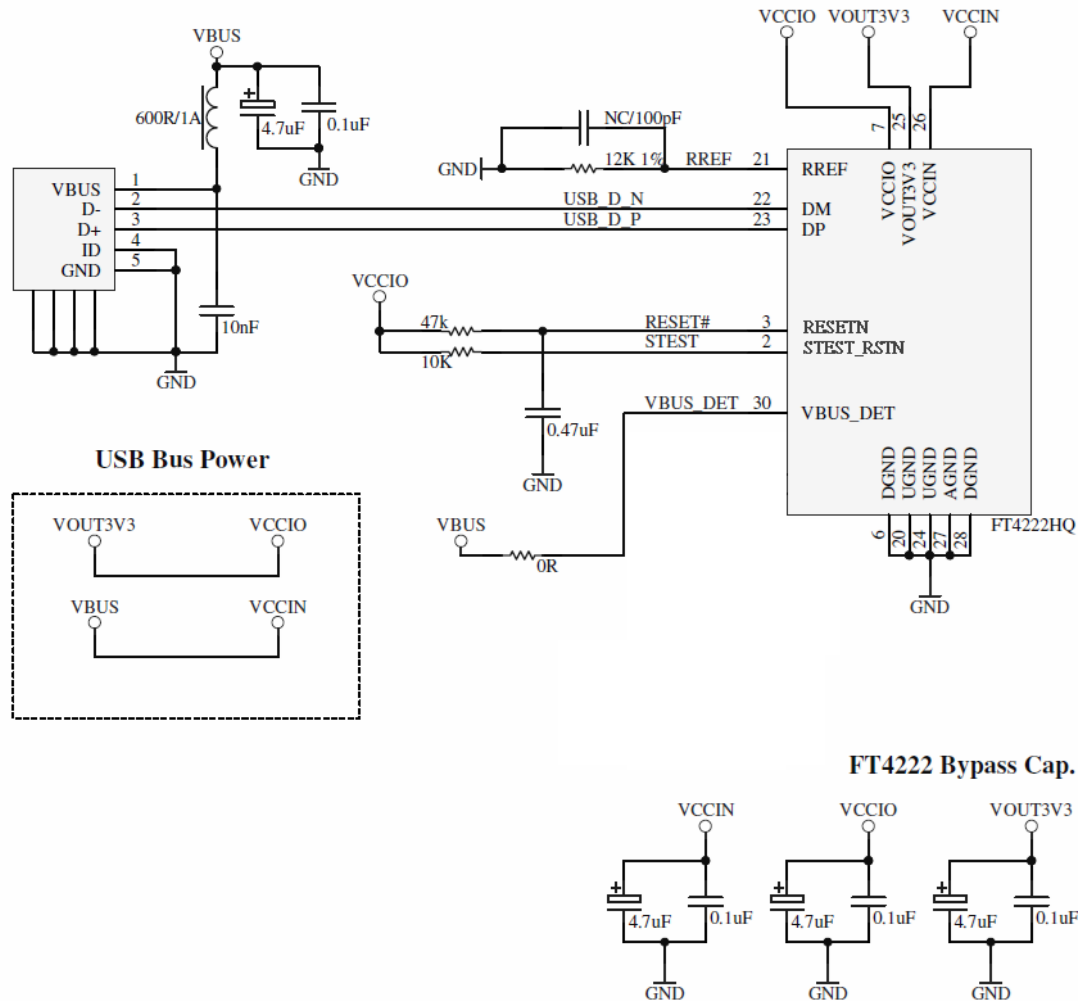 VCCIO VOUT3V3 VCCIN
VBUS
600R/1A
4.7uF
0.1uF
GND
NC/100pF
GND
12K 1%
RREF 21
7
25
26
RREF
VCCIO
VOUT3V3
VCCIN
VBUS 1
D- 2
D+ 3
ID 4
GND 5
USB_D_N 22 DM
USB_D_P 23 DP
10nF
GND
VCCIO
47k
RESET# 3 RESETN
10K
STEST 2 STEST_RSTN
0.47uF
GND
VBUS_DET 30 VBUS_DET
VBUS
0R
DGND
UGND
UGND
AGND
DGND
6
20
24
27
28
FT4222HQ
GND
USB Bus Power
VOUT3V3 VCCIO
VBUS VCCIN
FT4222 Bypass Cap.
VCCIN VCCIO VOUT3V3
+ + +
4.7uF 0.1uF 4.7uF 0.1uF 4.7uF 0.1uF
GND GND GND